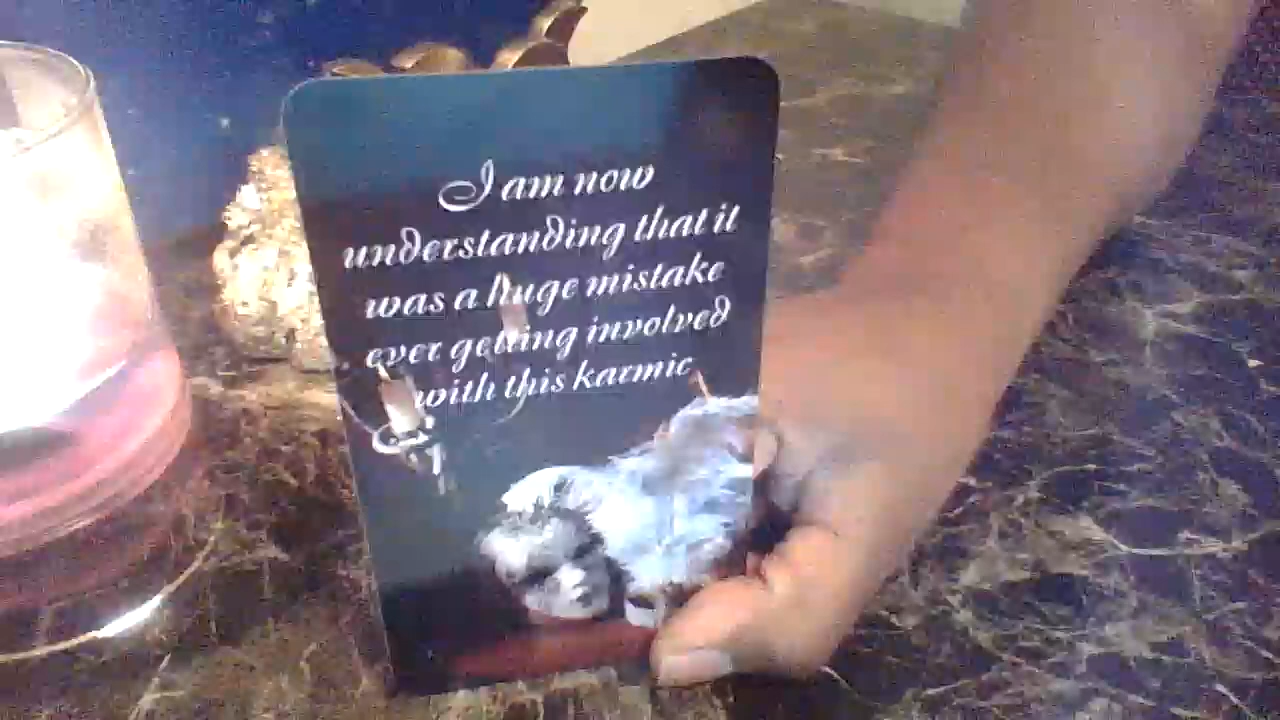 I am now
understanding that it
was a huge mistake
ever getting involved
with this karmic